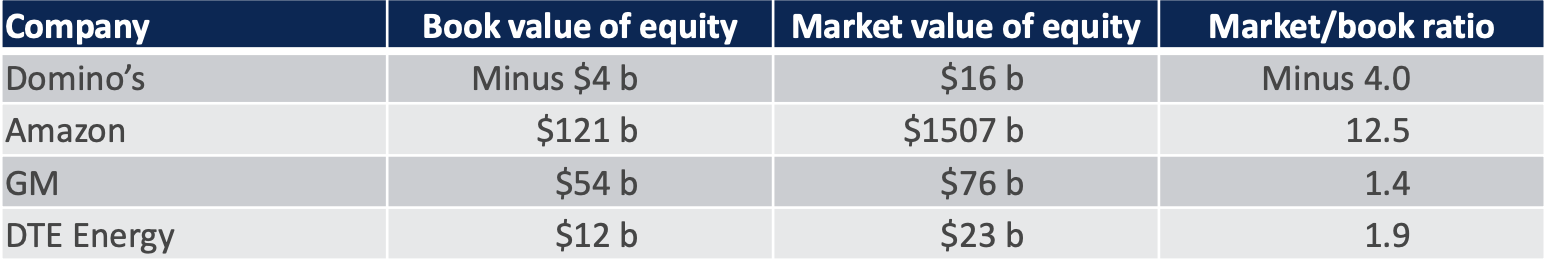 Company Book value of equity Market value of equity Market/book ratio
Domino’s Minus $4 b $16 b Minus 4.0
Amazon $121 b $1507 b 12.5
GM $54 b $76 b 1.4
DTE Energy $12 b $23 b 1.9